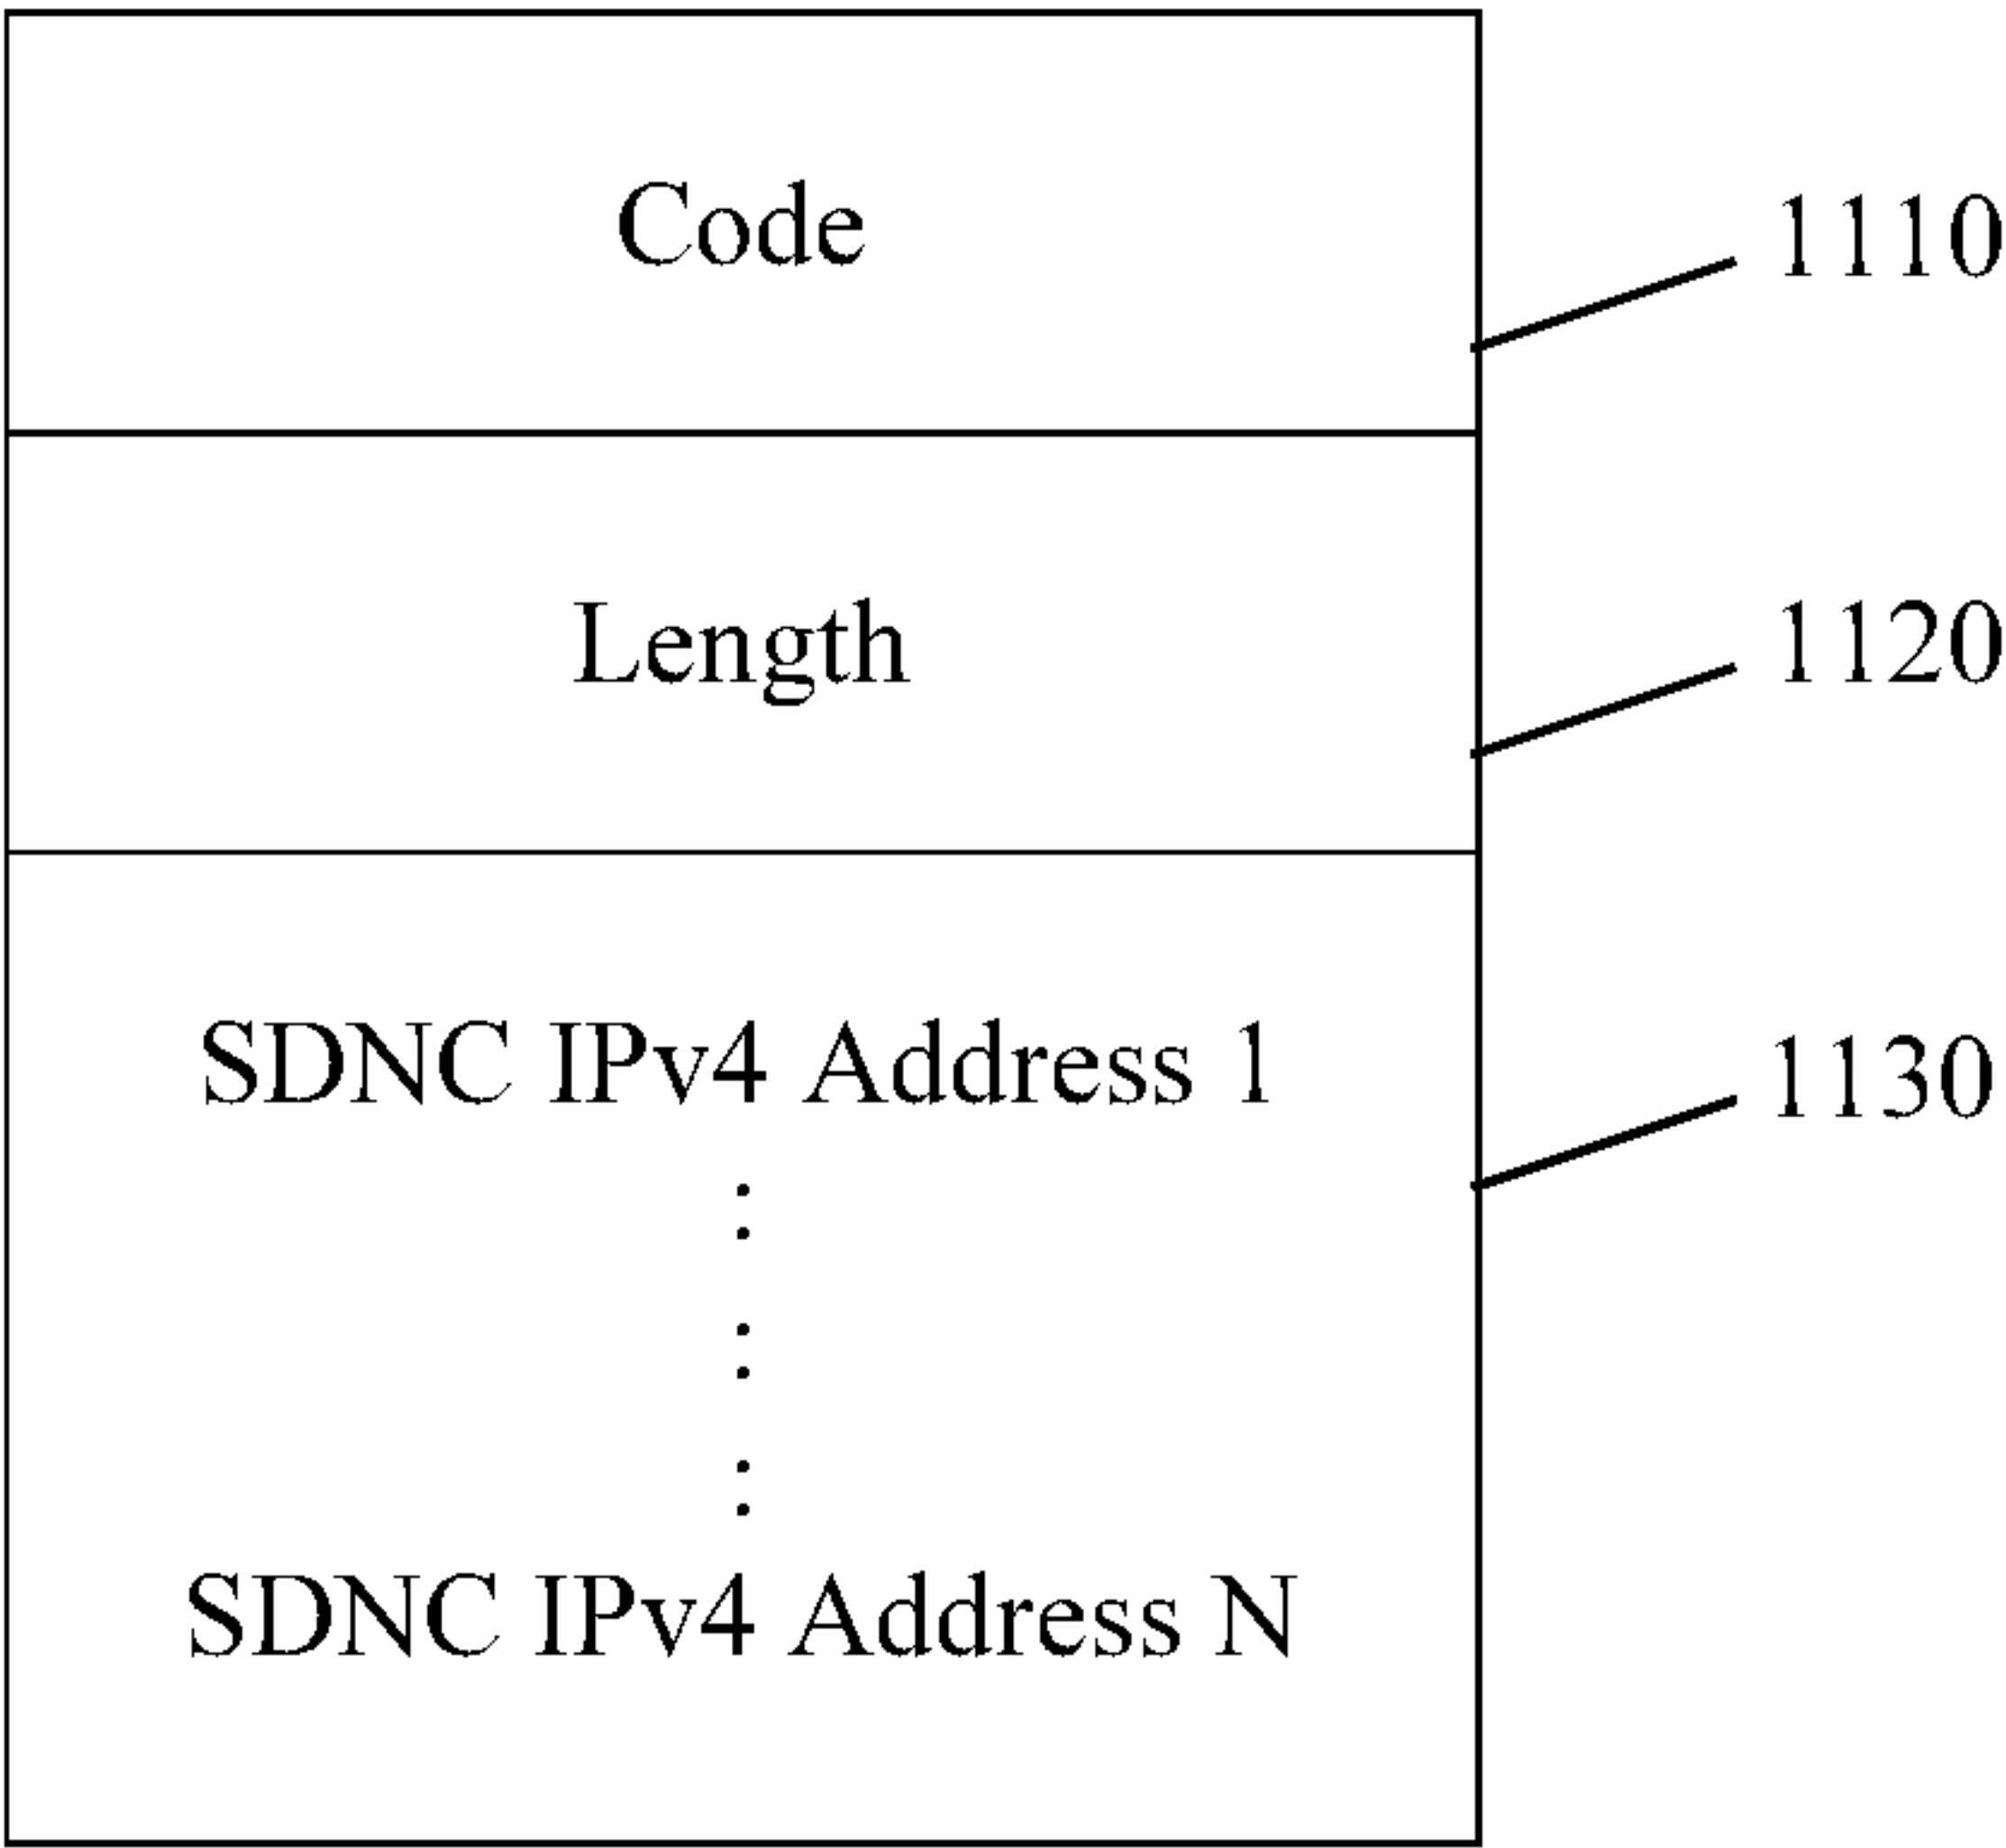 Code
1110
Length
1120
SDNC IPv4 Address 1
1130
SDNC IPv4 Address N